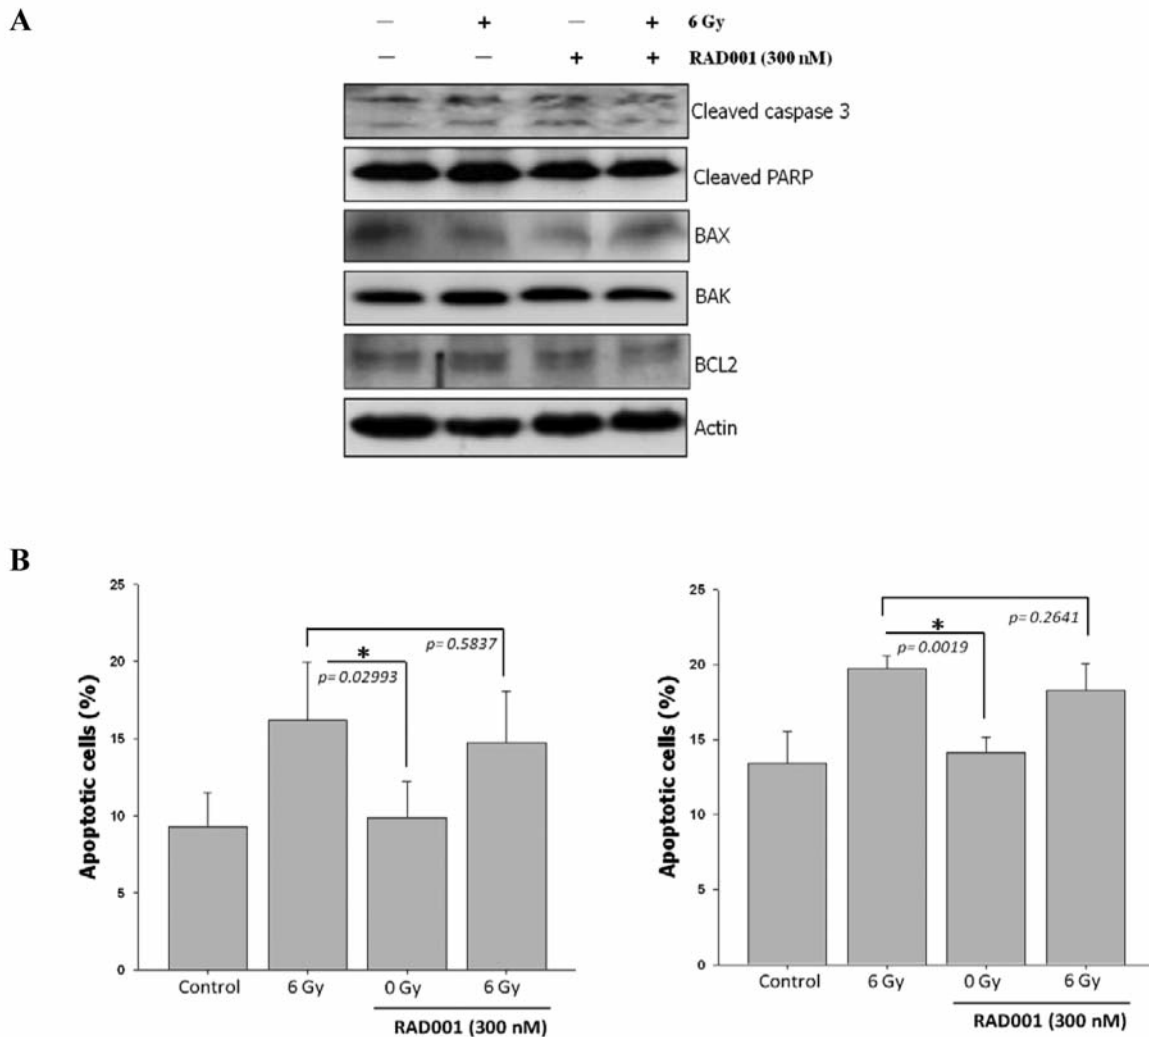 A
— + — + 6 Gy
— — + + RAD001 (300 nM)
Cleaved caspase 3
Cleaved PARP
BAX
BAK
BCL2
Actin
B
25
20
15
10
5
0
Apoptotic cells (%)
p= 0.5837
*
p= 0.02993
Control 6 Gy 0 Gy 6 Gy
RAD001 (300 nM)
25
20
15
10
5
0
Apoptotic cells (%)
p= 0.2641
*
p= 0.0019
Control 6 Gy 0 Gy 6 Gy
RAD001 (300 nM)